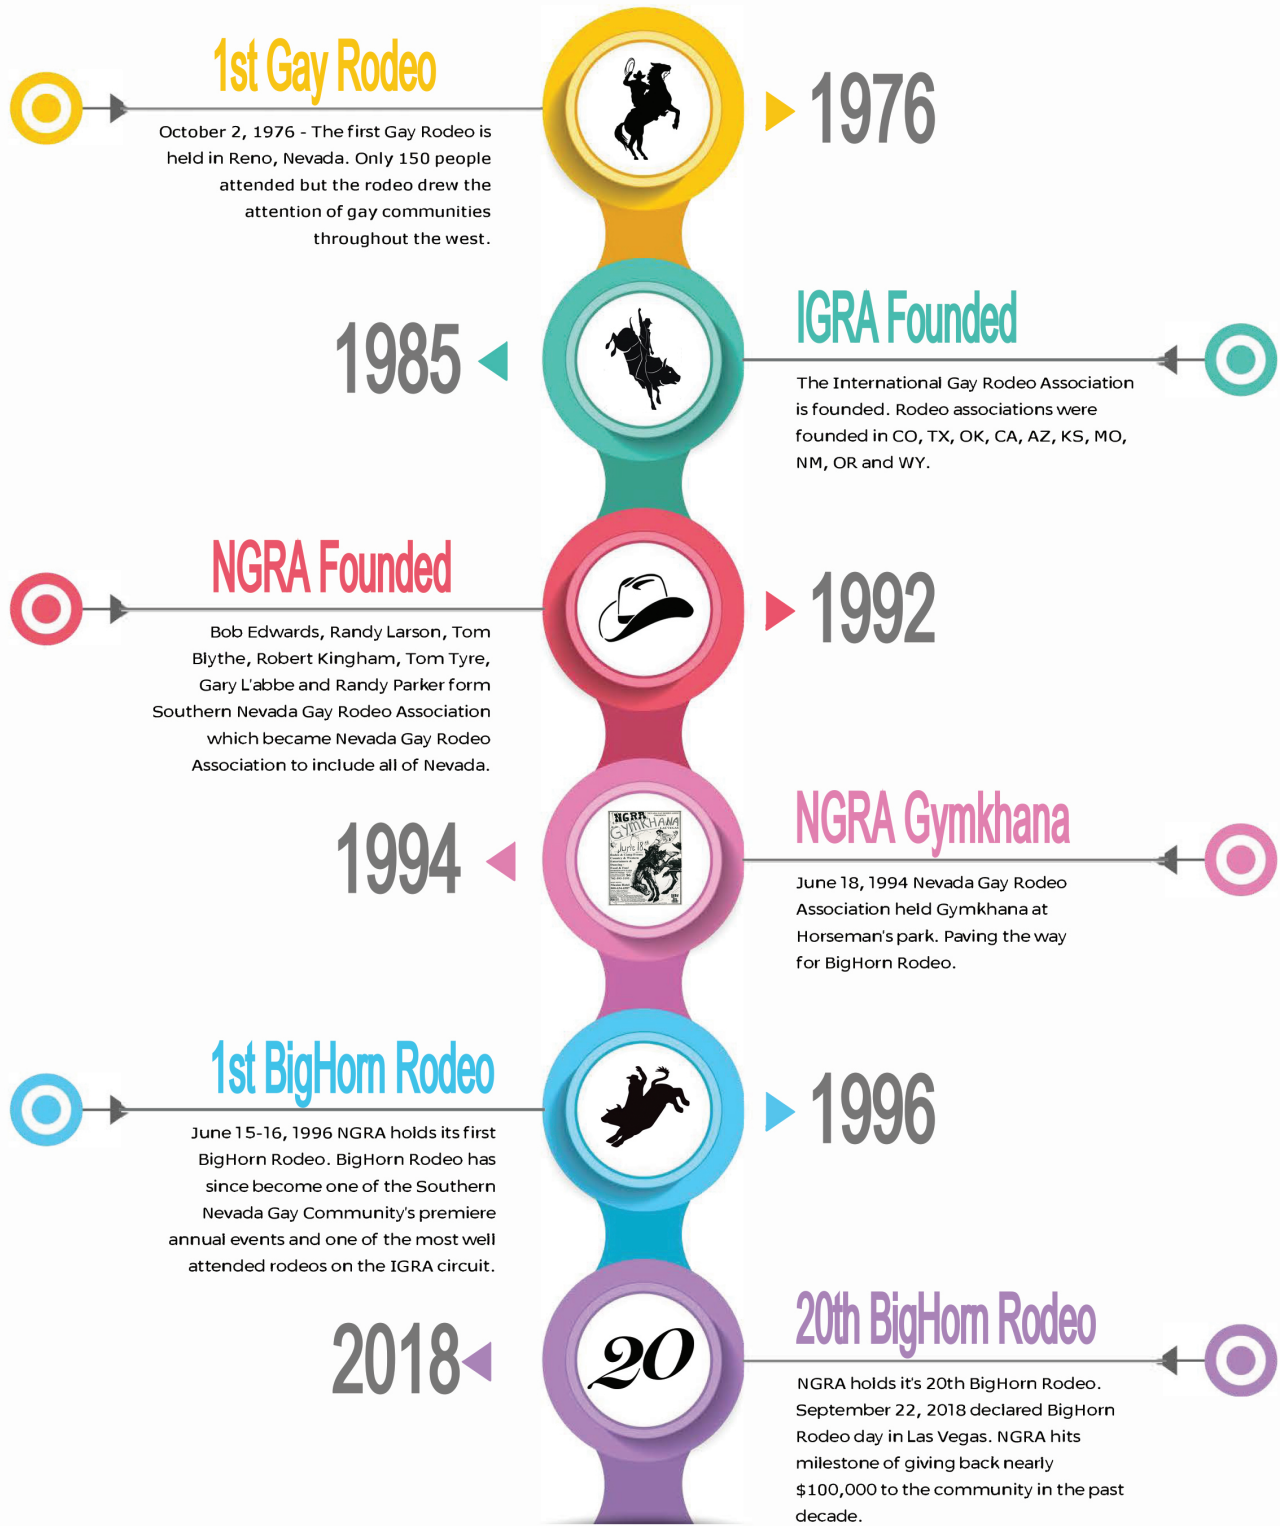 1st Gay Rodeo
1976
October 2, 1976 - The first Gay Rodeo is
held in Reno, Nevada. Only 150 people
attended but the rodeo drew the
attention of gay communities
throughout the west.
1985
IGRA Founded
The International Gay Rodeo Association
is founded. Rodeo associations were
founded in CO, TX, OK, CA, AZ, KS, MO,
NM, OR and WY.
NGRA Founded
1992
Bob Edwards, Randy Larson, Tom
Blythe, Robert Kingham, Tom Tyre,
Gary L'abbe and Randy Parker form
Southern Nevada Gay Rodeo Association
which became Nevada Gay Rodeo
Association to include all of Nevada.
1994
NGRA
GYMKHANA
June 18th
NGRA Gymkhana
June 18, 1994 Nevada Gay Rodeo
Association held Gymkhana at
Horseman's park. Paving the way
for BigHorn Rodeo.
1st BigHorn Rodeo
1996
June 15-16, 1996 NGRA holds its first
BigHorn Rodeo. BigHorn Rodeo has
since become one of the Southern
Nevada Gay Community's premiere
annual events and one of the most well
attended rodeos on the IGRA circuit.
2018
20
20th BigHorn Rodeo
NGRA holds it's 20th BigHorn Rodeo.
September 22, 2018 declared BigHorn
Rodeo day in Las Vegas. NGRA hits
milestone of giving back nearly
$100,000 to the community in the past
decade.